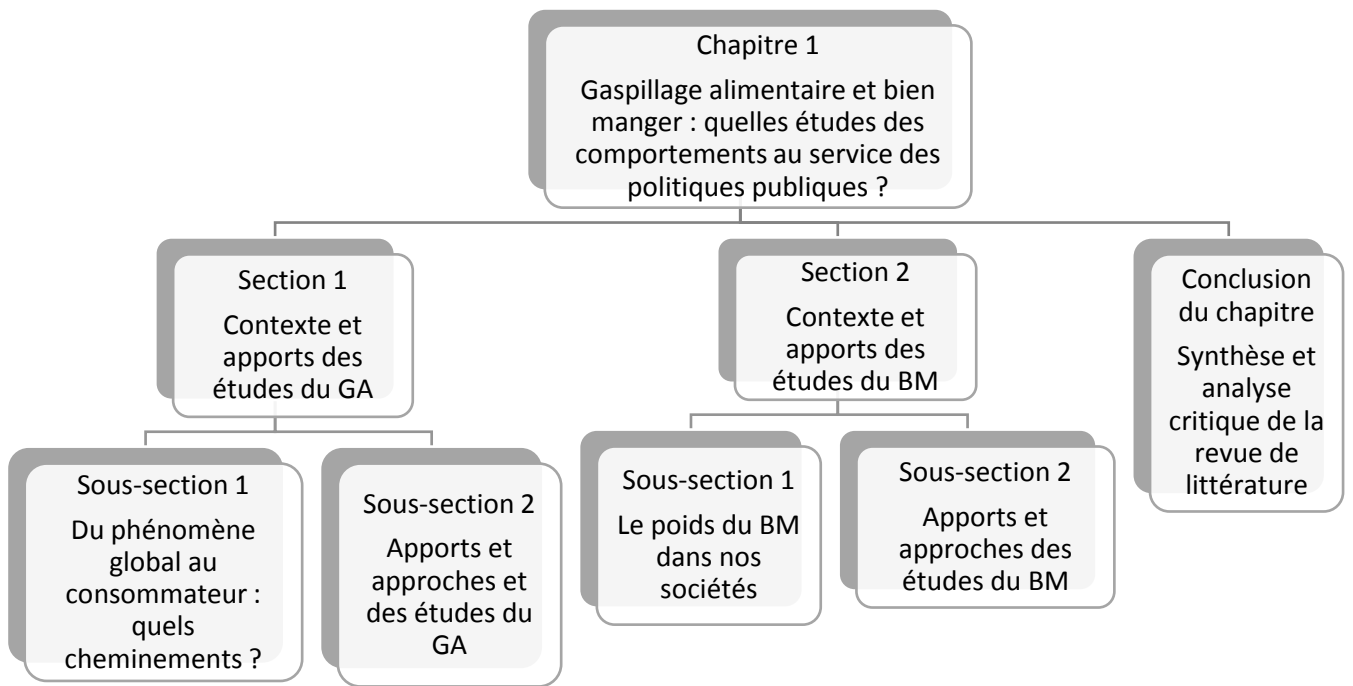 Chapitre 1
Gaspillage alimentaire et bien
manger : quelles études des
comportements au service des
politiques publiques ?
Section 1
Contexte et
apports des
études du GA
Sous-section 1
Du phénomène
global au
consommateur :
quels
cheminements ?
Sous-section 2
Apports et
approches et
des études du
GA
Section 2
Contexte et
apports des
études du BM
Sous-section 1
Le poids du BM
dans nos
sociétés
Sous-section 2
Apports et
approches des
études du BM
Conclusion
du chapitre
Synthèse et
analyse
critique de la
revue de
littérature